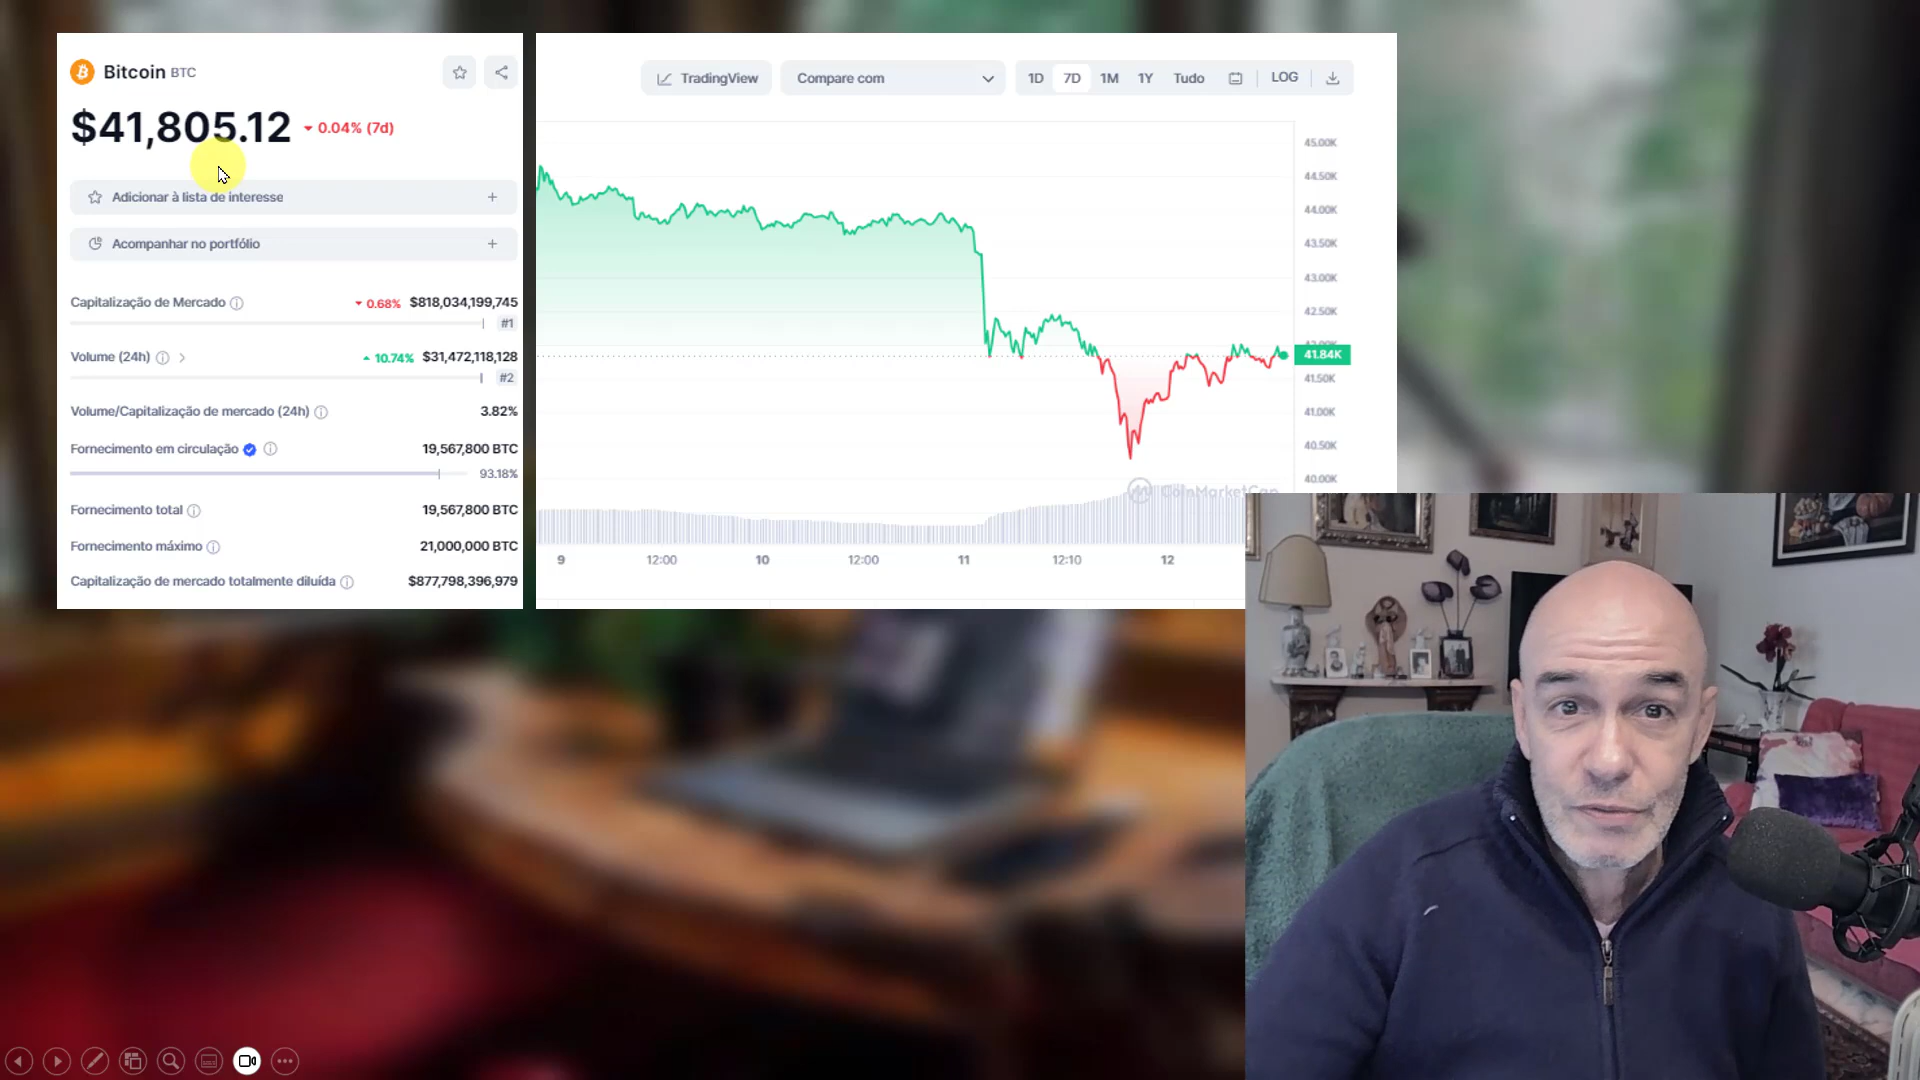 Bitcoin BTC
$41,805.12 0.04% (7d)
Adicionar à lista de interesse +
Acompanhar no portfólio +
Capitalização de Mercado 0.68% $818,034,199,745
#1
Volume (24h) 10.74% $31,472,118,128
#2
Volume/Capitalização de mercado (24h) 3.82%
Fornecimento em circulação 19,567,800 BTC
93.18%
Fornecimento total 19,567,800 BTC
Fornecimento máximo 21,000,000 BTC
Capitalização de mercado totalmente diluída $877,798,396,979
TradingView Compare com 1D 7D 1M 1Y Tudo LOG
45.00K
44.50K
44.00K
43.50K
43.00K
42.50K
41.84K
41.50K
41.00K
40.50K
40.00K
CoinMarketCap
9 12:00 10 12:00 11 12:10 12